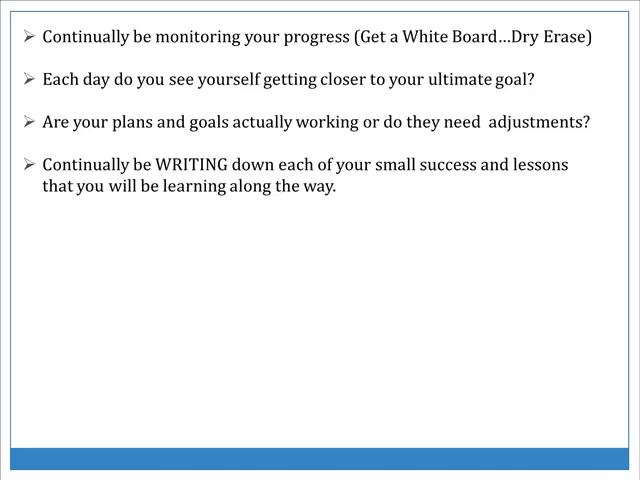 Continually be monitoring your progress (Get a White Board...Dry Erase)
Each day do you see yourself getting closer to your ultimate goal?
Are your plans and goals actually working or do they need adjustments?
Continually be WRITING down each of your small success and lessons
that you will be learning along the way.